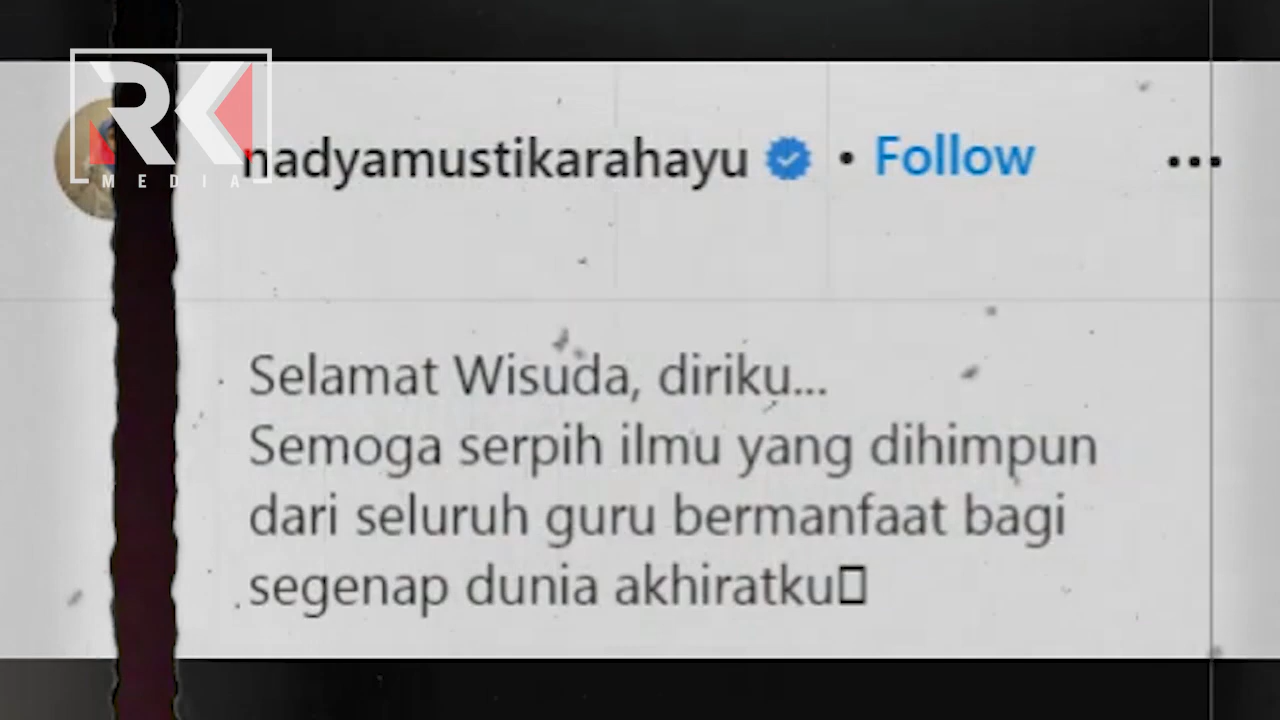 RK
MEDIA
nadyamustikarahayu • Follow •••
Selamat Wisuda, diriku...
Semoga serpih ilmu yang dihimpun
dari seluruh guru bermanfaat bagi
segenap dunia akhiratku